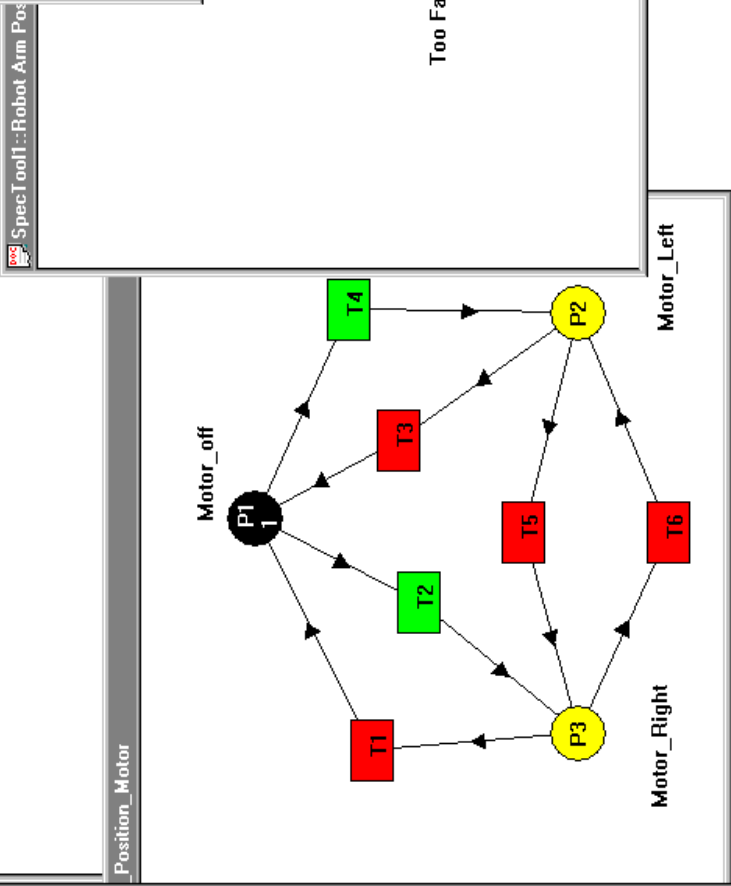 SpecTool1::Robot Arm Pos
Too Fa
_Position_Motor
Motor_off
P1
1
T1
T2
T3
T4
T5
T6
P3
P2
Motor_Right
Motor_Left